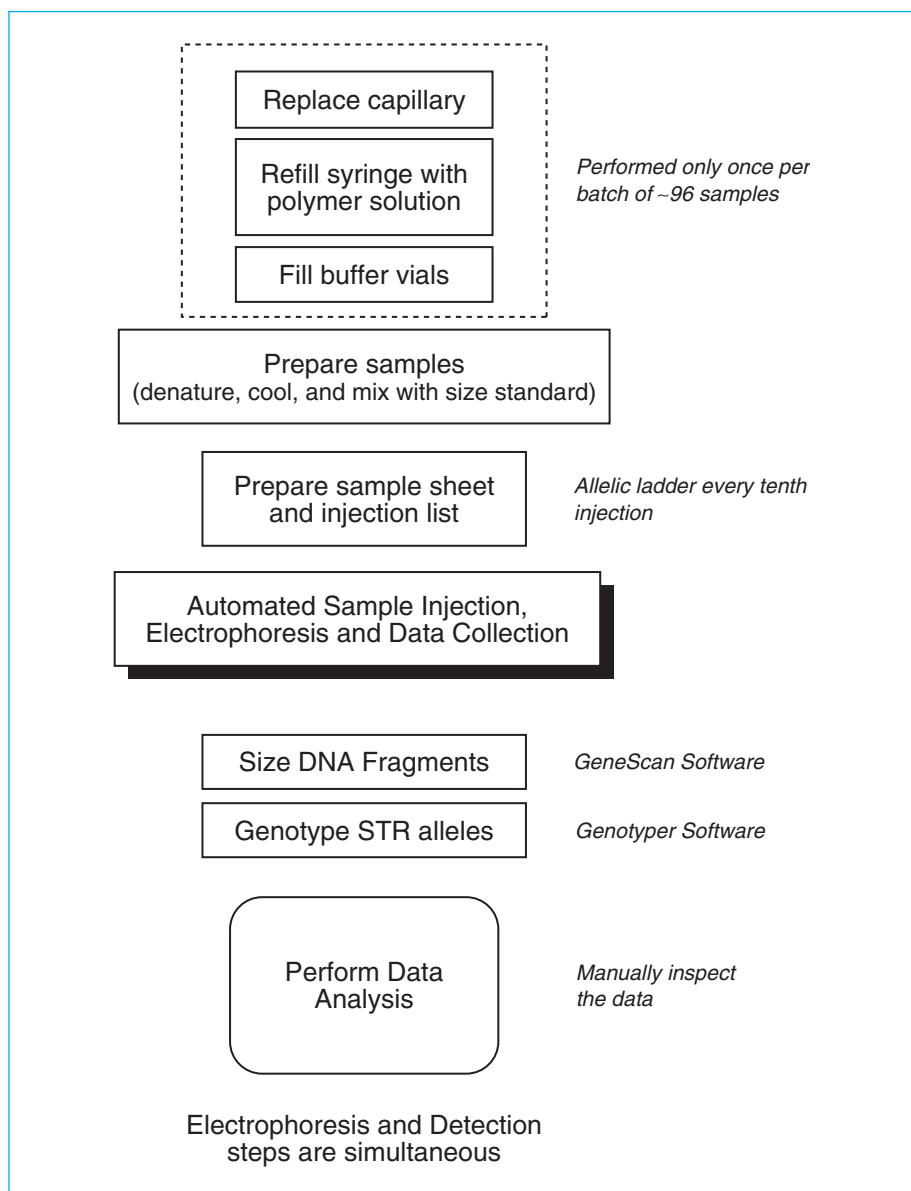 Replace capillary
Refill syringe with
polymer solution
Performed only once per
batch of ~96 samples
Fill buffer vials
Prepare samples
(denature, cool, and mix with size standard)
Prepare sample sheet
and injection list
Allelic ladder every tenth
injection
Automated Sample Injection,
Electrophoresis and Data Collection
Size DNA Fragments
GeneScan Software
Genotype STR alleles
Genotyper Software
Perform Data
Analysis
Manually inspect
the data
Electrophoresis and Detection
steps are simultaneous